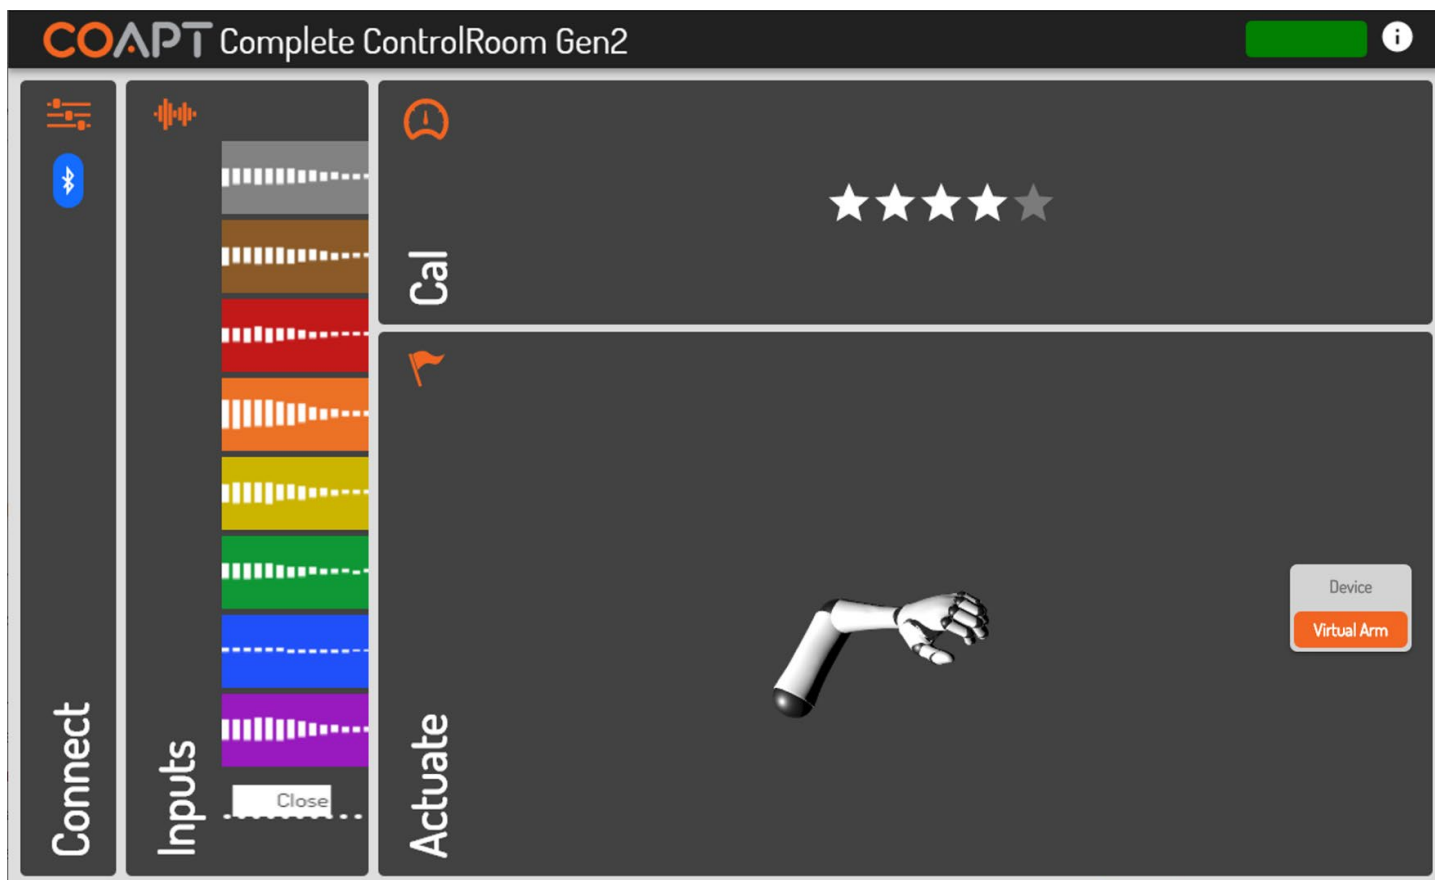 COAPT Complete ControlRoom Gen2
Connect
Inputs
Close
Cal
Actuate
Device
Virtual Arm